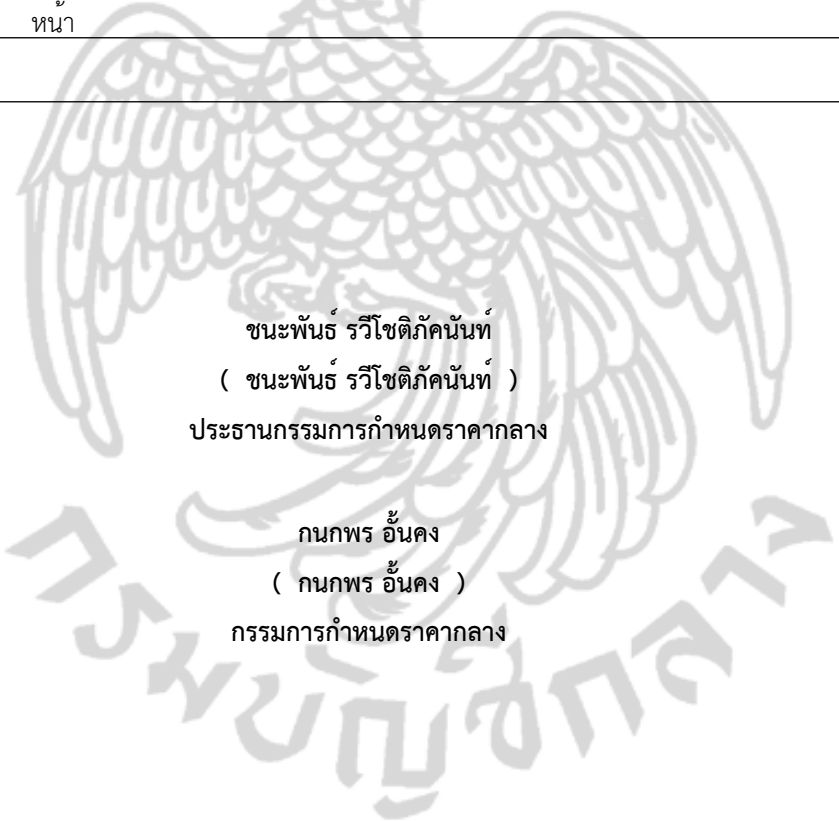 หน้า
ชนะพันธ์ รวีโชติภัคนันท์
( ชนะพันธ์ รวีโชติภัคนันท์ )
ประธานกรรมการกำหนดราคากลาง
กนกพร อั้นคง
( กนกพร อั้นคง )
กรรมการกำหนดราคากลาง
กรมบัญชีกลาง